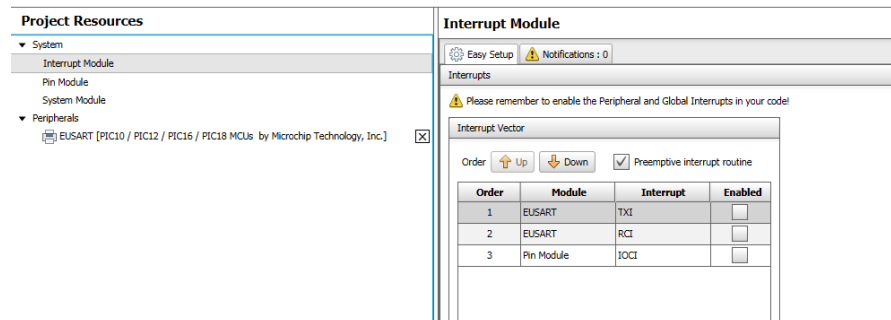 Project Resources
System
Interrupt Module
Pin Module
System Module
Peripherals
EUSART [PIC10 / PIC12 / PIC16 / PIC18 MCUs by Microchip Technology, Inc.]
Interrupt Module
Easy Setup Notifications : 0
Interrupts
Please remember to enable the Peripheral and Global Interrupts in your code!
Interrupt Vector
Order Up Down Preemptive interrupt routine
Order Module Interrupt Enabled
1 EUSART TXI
2 EUSART RCI
3 Pin Module IOCI